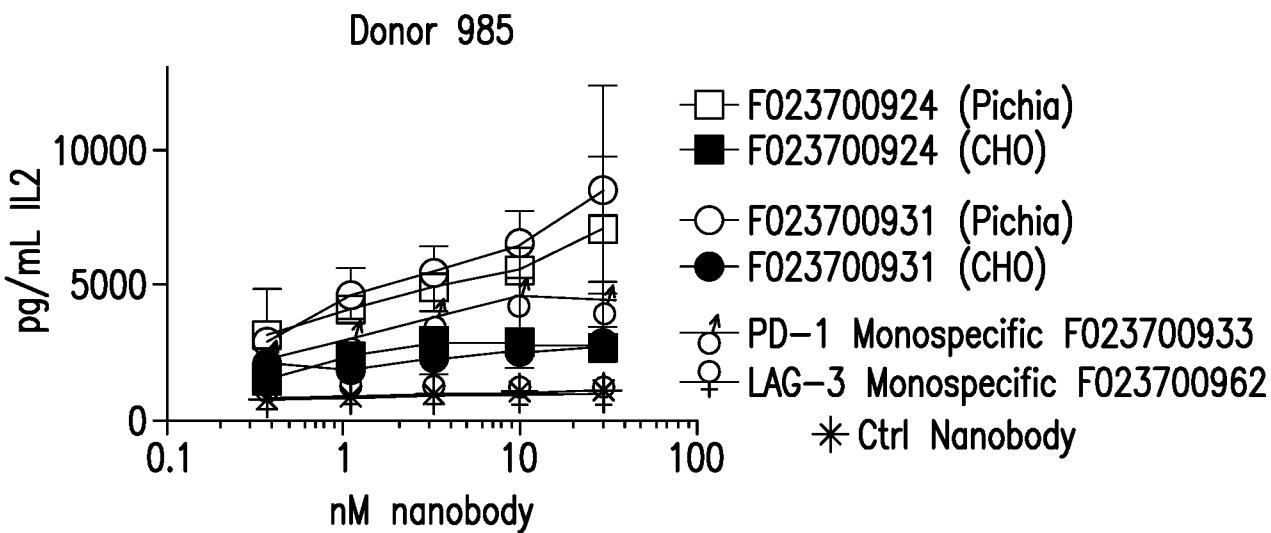 Donor 985
pg/mL IL2
10000
5000
0
0.1 1 10 100
nM nanobody
F023700924 (Pichia)
F023700924 (CHO)
F023700931 (Pichia)
F023700931 (CHO)
PD-1 Monospecific F023700933
LAG-3 Monospecific F023700962
Ctrl Nanobody